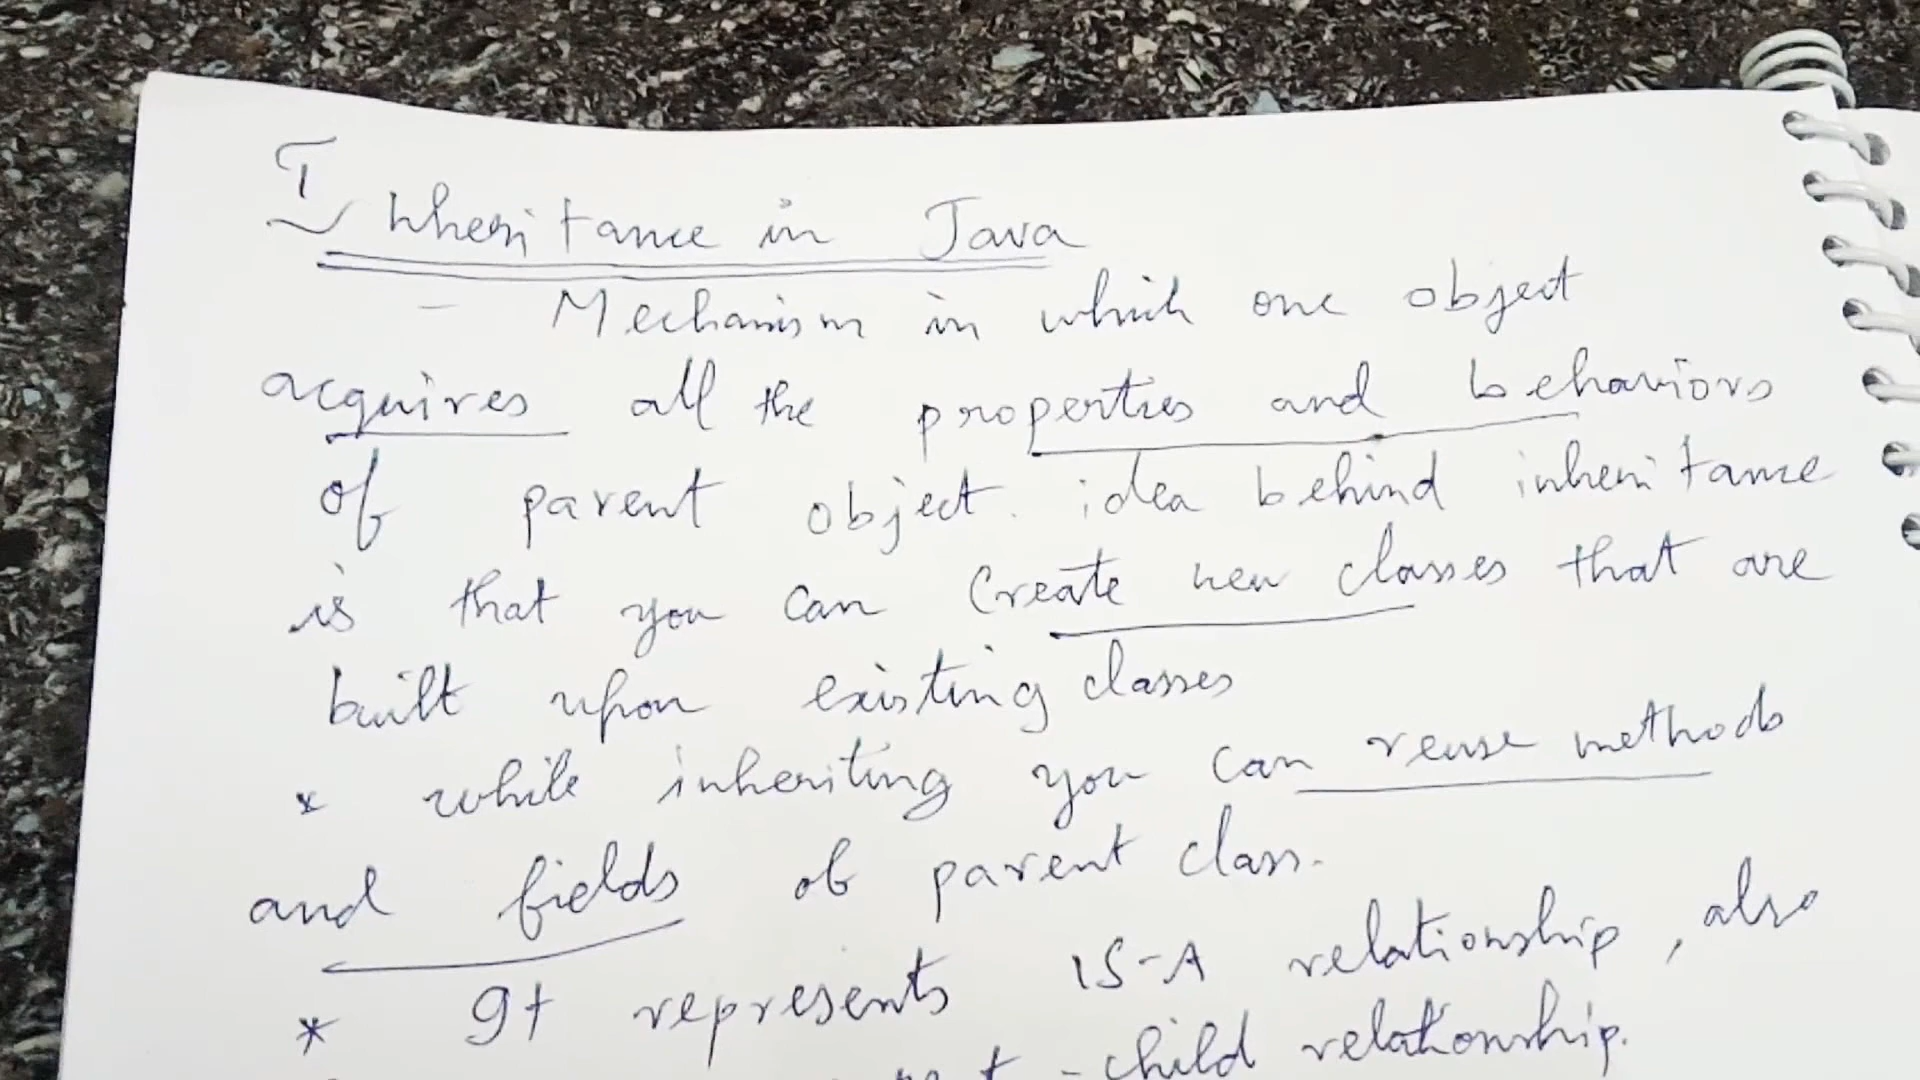 Inheritance in Java
- Mechanism in which one object
acquires all the properties and behaviors
of parent object. idea behind inheritance
is that you can Create new classes that are
built upon existing classes
* while inheriting you can reuse methods
and fields of parent class.
* It represents IS-A relationship, also
- child relationship.